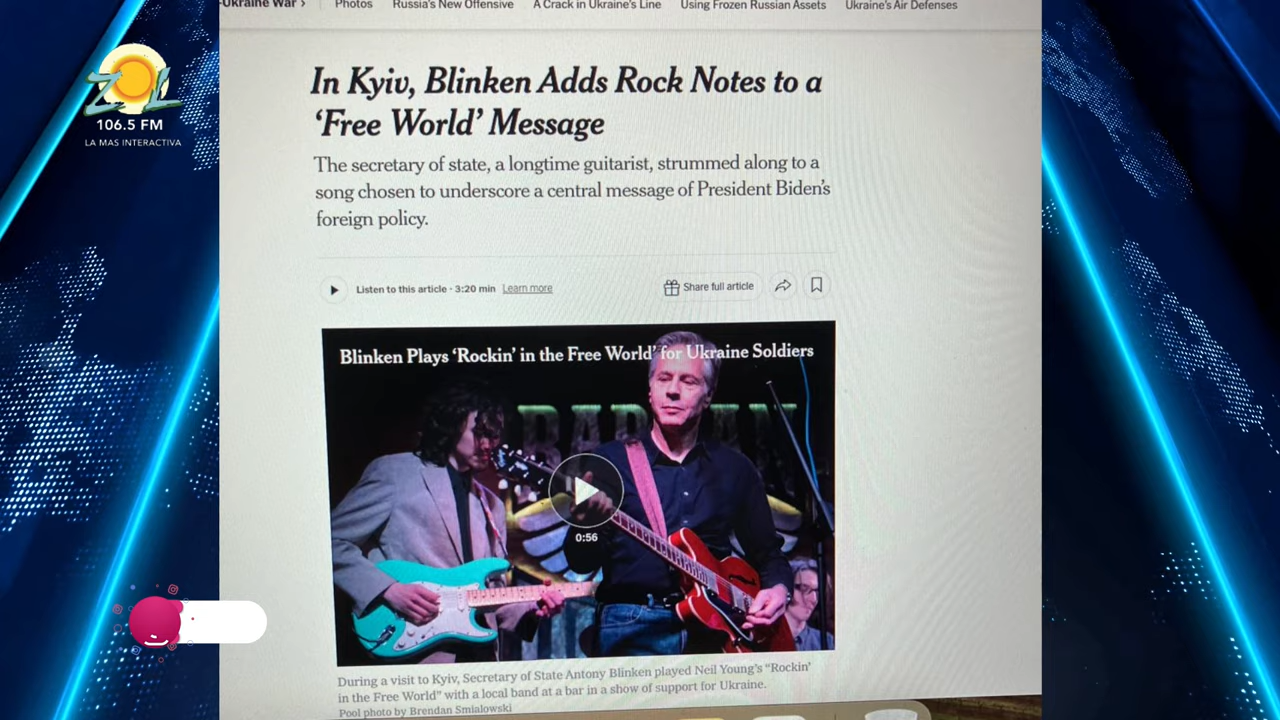 Ukraine War ›
Photos
Russia's New Offensive
A Crack in Ukraine's Line
Using Frozen Russian Assets
Ukraine's Air Defenses
ZOL
106.5 FM
LA MAS INTERACTIVA
In Kyiv, Blinken Adds Rock Notes to a
‘Free World’ Message
The secretary of state, a longtime guitarist, strummed along to a
song chosen to underscore a central message of President Biden's
foreign policy.
Listen to this article · 3:20 min Learn more
Share full article
Blinken Plays ‘Rockin’ in the Free World’ for Ukraine Soldiers
0:56
During a visit to Kyiv, Secretary of State Antony Blinken played Neil Young's “Rockin’
in the Free World” with a local band at a bar in a show of support for Ukraine.
Pool photo by Brendan Smialowski